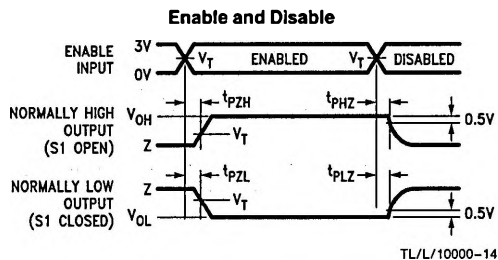 Enable and Disable
ENABLE
INPUT
3V
0V
V_T
ENABLED
V_T
DISABLED
NORMALLY HIGH
OUTPUT
(S1 OPEN)
V_OH
Z
t_PZH
V_T
t_PHZ
0.5V
NORMALLY LOW
OUTPUT
(S1 CLOSED)
Z
V_OL
t_PZL
V_T
t_PLZ
0.5V
TL/L/10000-14